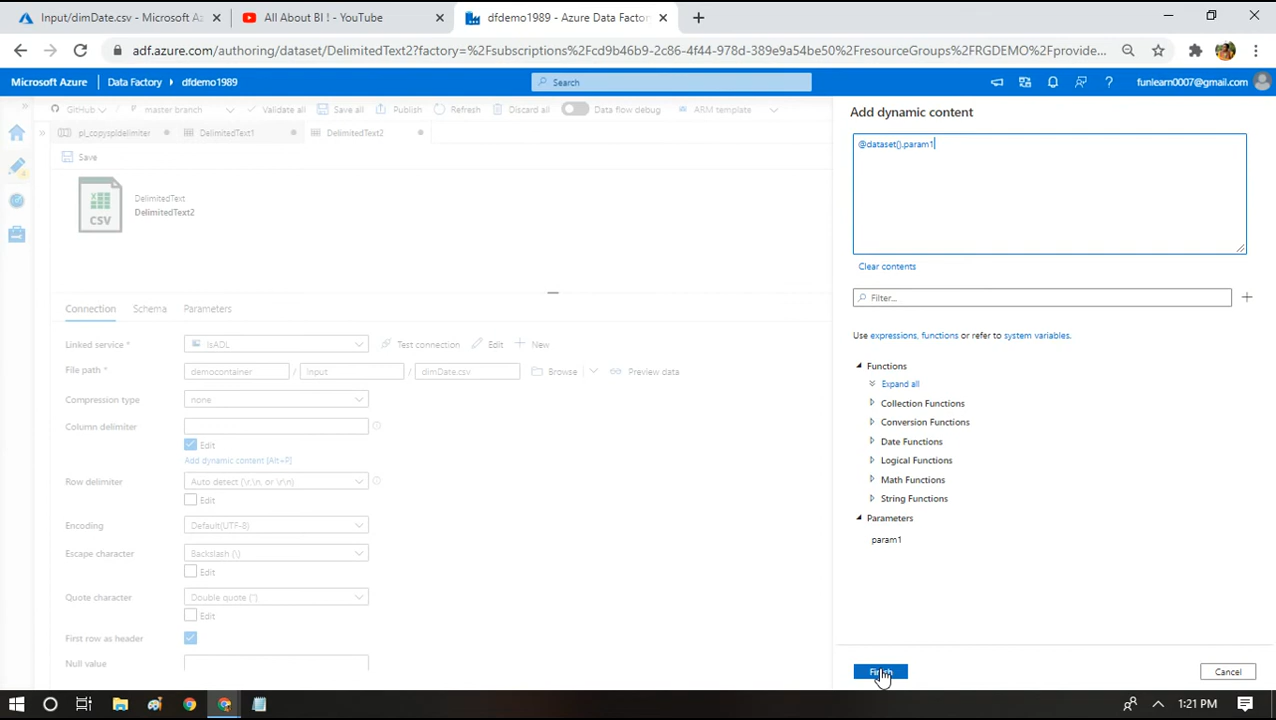 Input/dimDate.csv - Microsoft Az
All About BI ! - YouTube
dfdemo1989 - Azure Data Factory
adf.azure.com/authoring/dataset/DelimitedText2?factory=%2Fsubscriptions%2Fcd9b46b9-2c86-4f44-978d-389e9a54be50%2FresourceGroups%2FRGDEMO%2Fprovide...
Microsoft Azure
Data Factory
dfdemo1989
Search
funlearn0007@gmail.com
GitHub
master branch
Validate all
Save all
Publish
Refresh
Discard all
Data flow debug
ARM template
pl_copyspldelimiter
DelimitedText1
DelimitedText2
Save
CSV
DelimitedText
DelimitedText2
Connection
Schema
Parameters
Linked service *
lsADL
Test connection
Edit
New
File path *
democontainer / Input / dimDate.csv
Browse
Preview data
Compression type
none
Column delimiter
Edit
Add dynamic content [Alt+P]
Row delimiter
Auto detect (\r,\n, or \r\n)
Edit
Encoding
Default(UTF-8)
Escape character
Backslash (\)
Edit
Quote character
Double quote (")
Edit
First row as header
Null value
Add dynamic content
@dataset().param1
Clear contents
Filter...
Use expressions, functions or refer to system variables.
Functions
Expand all
Collection Functions
Conversion Functions
Date Functions
Logical Functions
Math Functions
String Functions
Parameters
param1
Finish
Cancel
1:21 PM